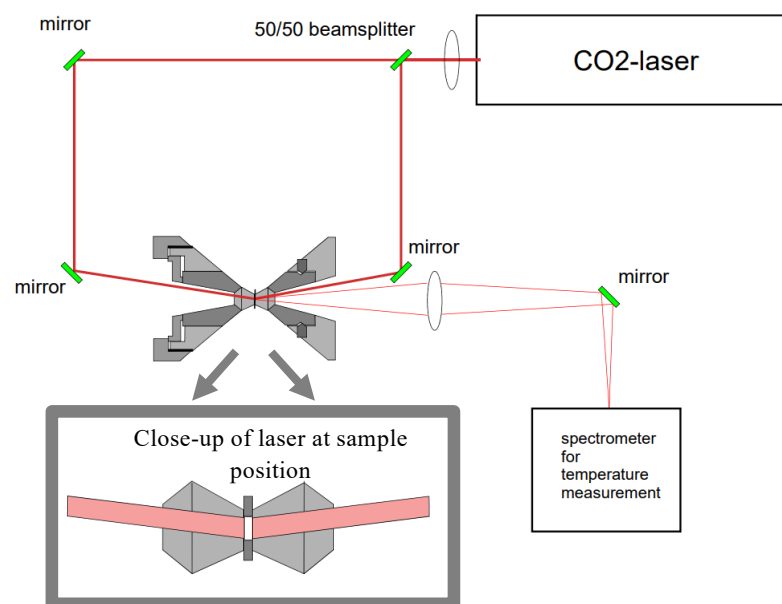 mirror
50/50 beamsplitter
CO2-laser
mirror
mirror
mirror
Close-up of laser at sample
position
spectrometer
for
temperature
measurement